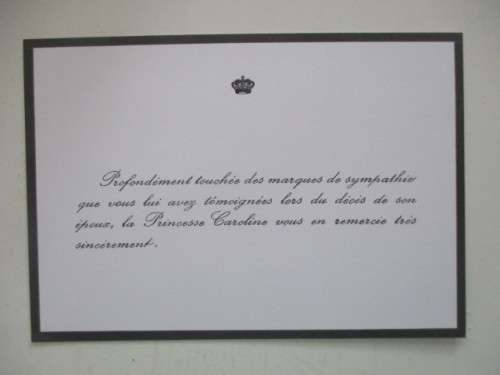 Profondément touchée des marques de sympathie
que vous lui avez témoignées lors du décès de son
époux, la Princesse Caroline vous en remercie très
sincèrement.